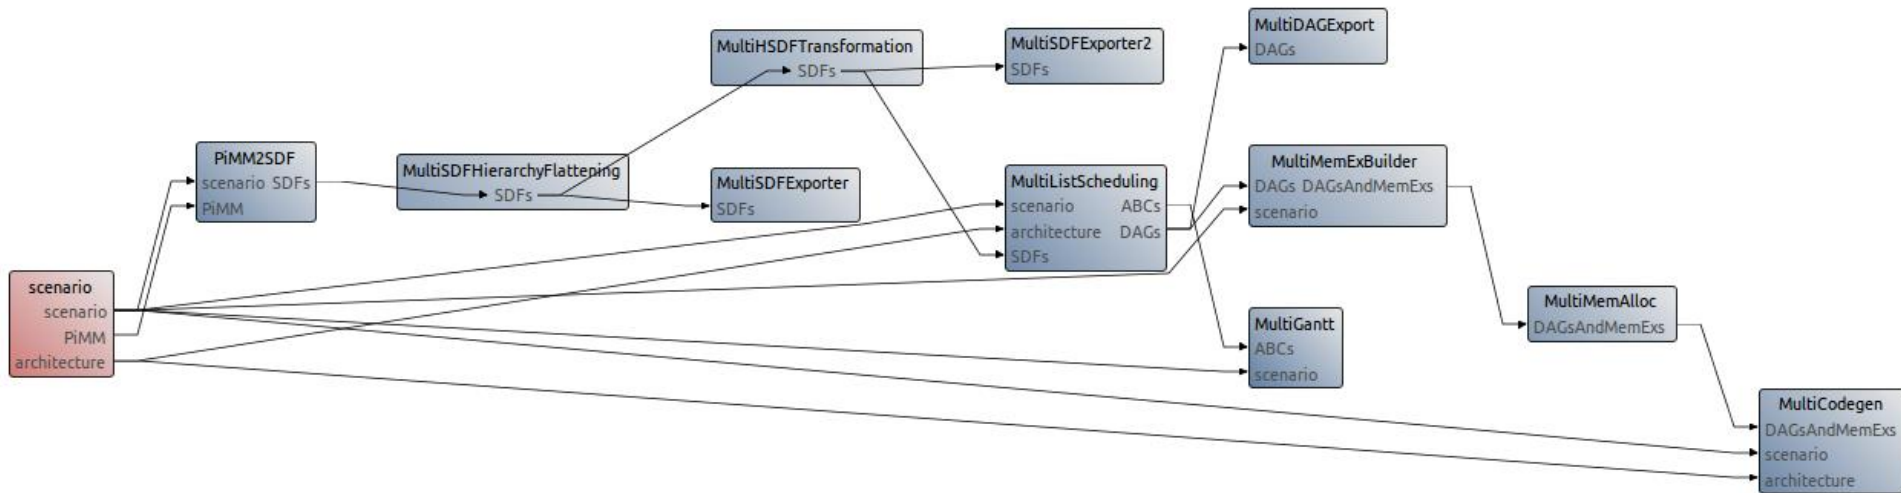 MultiDAGExport
DAGs
MultiHSDFTransformation
SDFs
MultiSDFExporter2
SDFs
PiMM2SDF
scenario SDFs
PiMM
MultiSDFHierarchyFlattening
SDFs
MultiSDFExporter
SDFs
MultiListScheduling
scenario ABCs
architecture DAGs
SDFs
MultiMemExBuilder
DAGs DAGsAndMemExs
scenario
scenario
scenario
PiMM
architecture
MultiGantt
ABCs
scenario
MultiMemAlloc
DAGsAndMemExs
MultiCodegen
DAGsAndMemExs
scenario
architecture